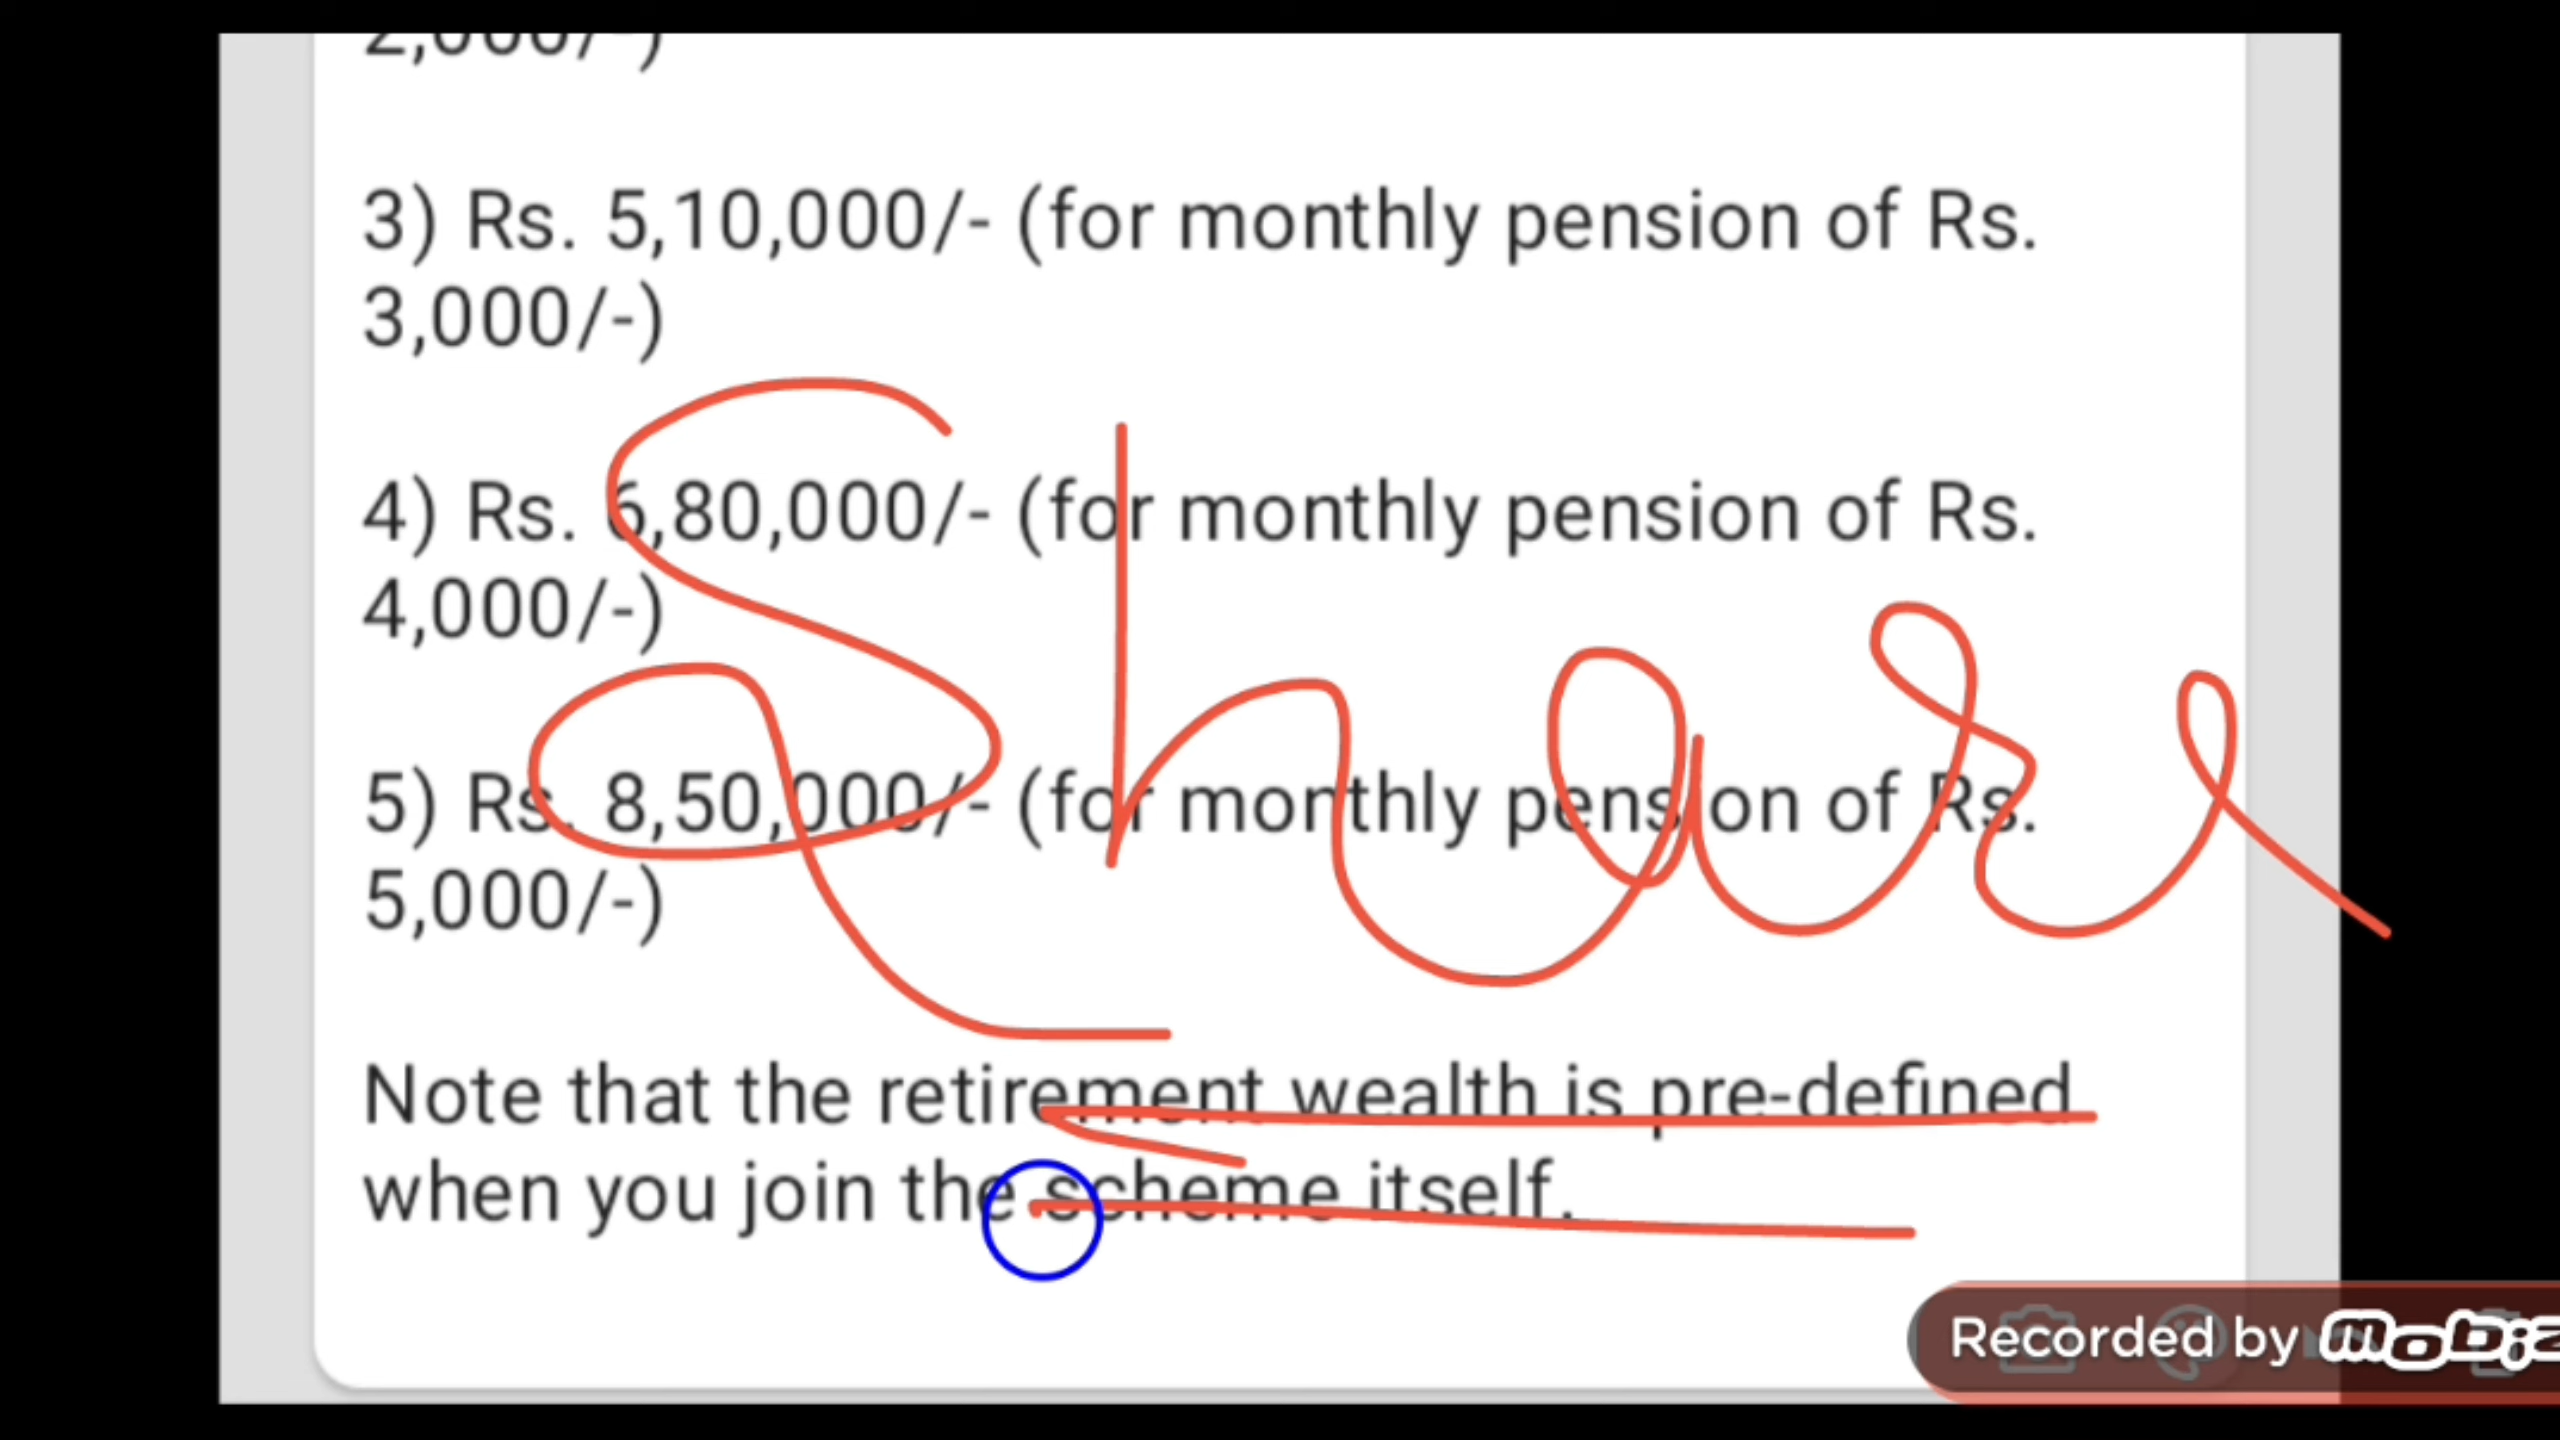 2,000/-)
3) Rs. 5,10,000/- (for monthly pension of Rs.
3,000/-)
4) Rs. 6,80,000/- (for monthly pension of Rs.
4,000/-)
Share
5) Rs. 8,50,000/- (for monthly pension of Rs.
5,000/-)
Note that the retirement wealth is pre-defined
when you join the scheme itself.
Recorded by